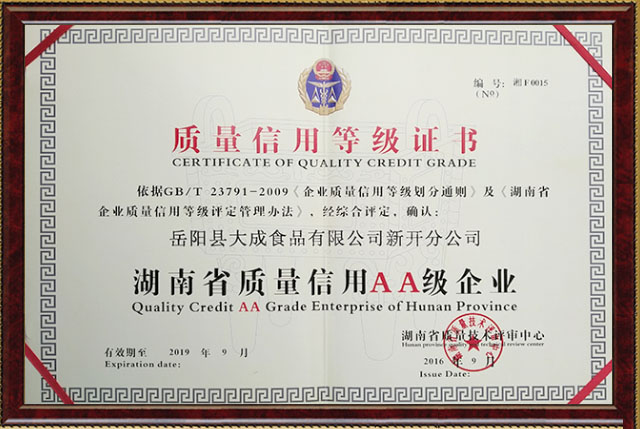 编 号: 湘F0015
(Nº)
质量信用等级证书
CERTIFICATE OF QUALITY CREDIT GRADE
依据GB/T 23791-2009《企业质量信用等级划分通则》及《湖南省
企业质量信用等级评定管理办法》,经综合评定,确认:
岳阳县大成食品有限公司新开分公司
湖南省质量信用AA级企业
Quality Credit AA Grade Enterprise of Hunan Province
湖南省质量技术评审中心
Hunan province quality technical review center
有效期至 2019 年 9 月
Expiration date:
2016 年 9 月
Issue Date: